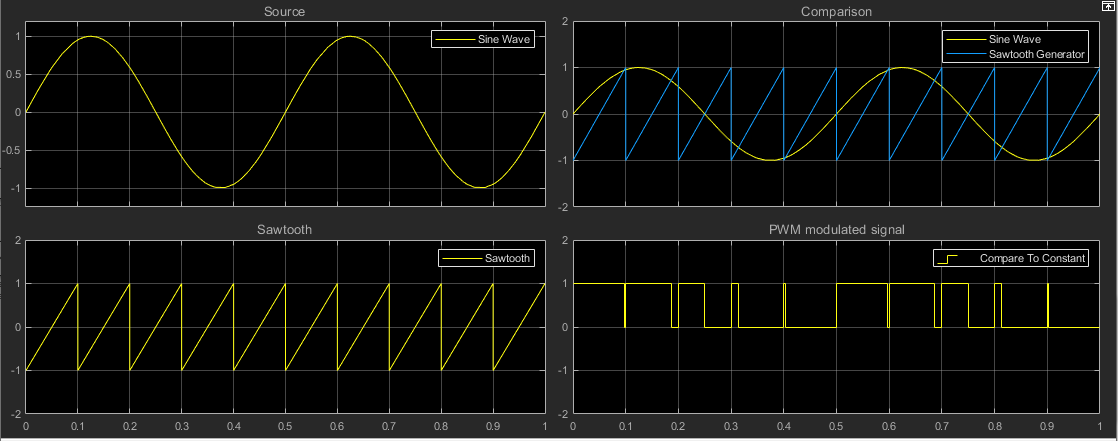 Source
Sine Wave
1
0.5
0
-0.5
-1
Comparison
Sine Wave
Sawtooth Generator
2
1
0
-1
-2
Sawtooth
Sawtooth
2
1
0
-1
-2
0 0.1 0.2 0.3 0.4 0.5 0.6 0.7 0.8 0.9 1
PWM modulated signal
Compare To Constant
2
1
0
-1
-2
0 0.1 0.2 0.3 0.4 0.5 0.6 0.7 0.8 0.9 1